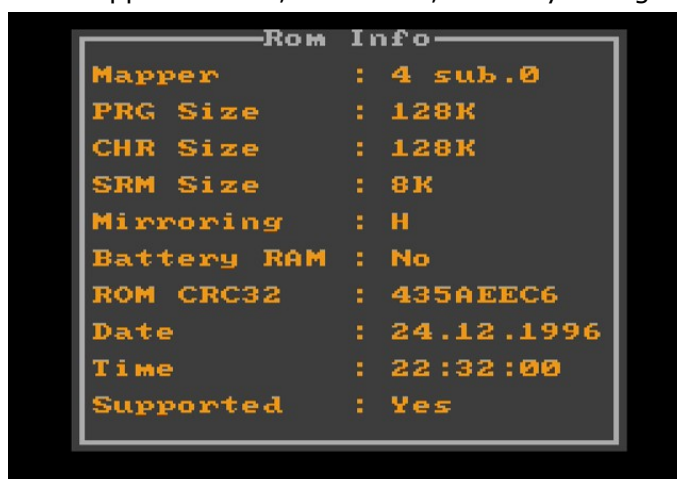 Rom Info
Mapper : 4 sub.0
PRG Size : 128K
CHR Size : 128K
SRM Size : 8K
Mirroring : H
Battery RAM : No
ROM CRC32 : 435AEEC6
Date : 24.12.1996
Time : 22:32:00
Supported : Yes